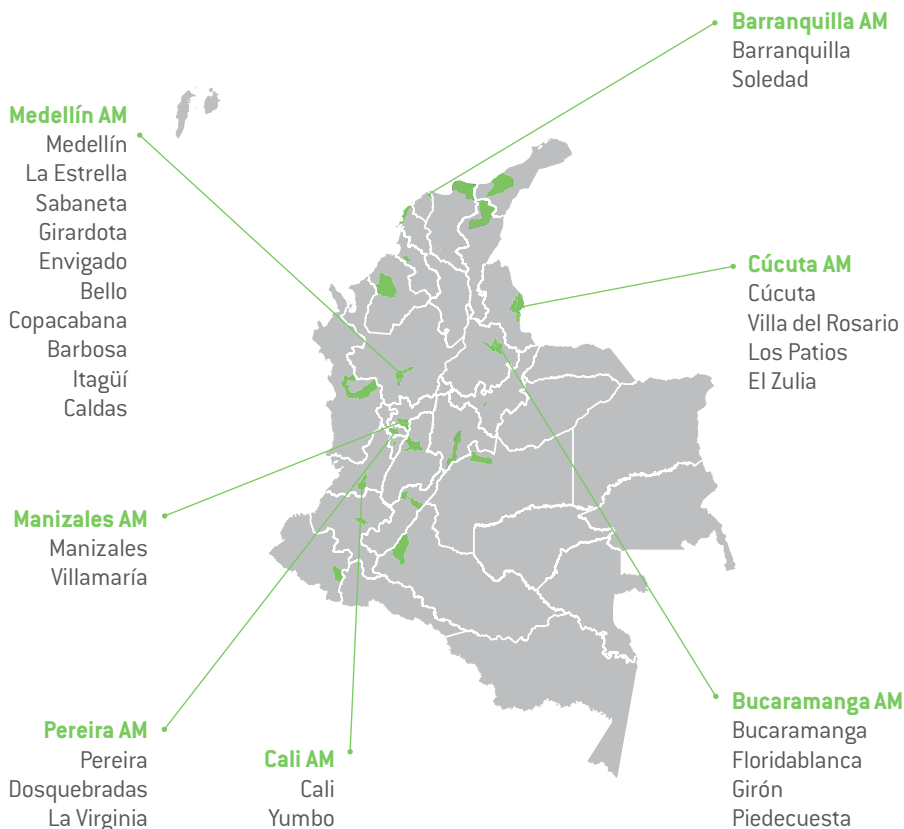 Barranquilla AM
Barranquilla
Soledad
Medellín AM
Medellín
La Estrella
Sabaneta
Girardota
Envigado
Bello
Copacabana
Barbosa
Itagüí
Caldas
Cúcuta AM
Cúcuta
Villa del Rosario
Los Patios
El Zulia
Manizales AM
Manizales
Villamaría
Pereira AM
Pereira
Dosquebradas
La Virginia
Cali AM
Cali
Yumbo
Bucaramanga AM
Bucaramanga
Floridablanca
Girón
Piedecuesta